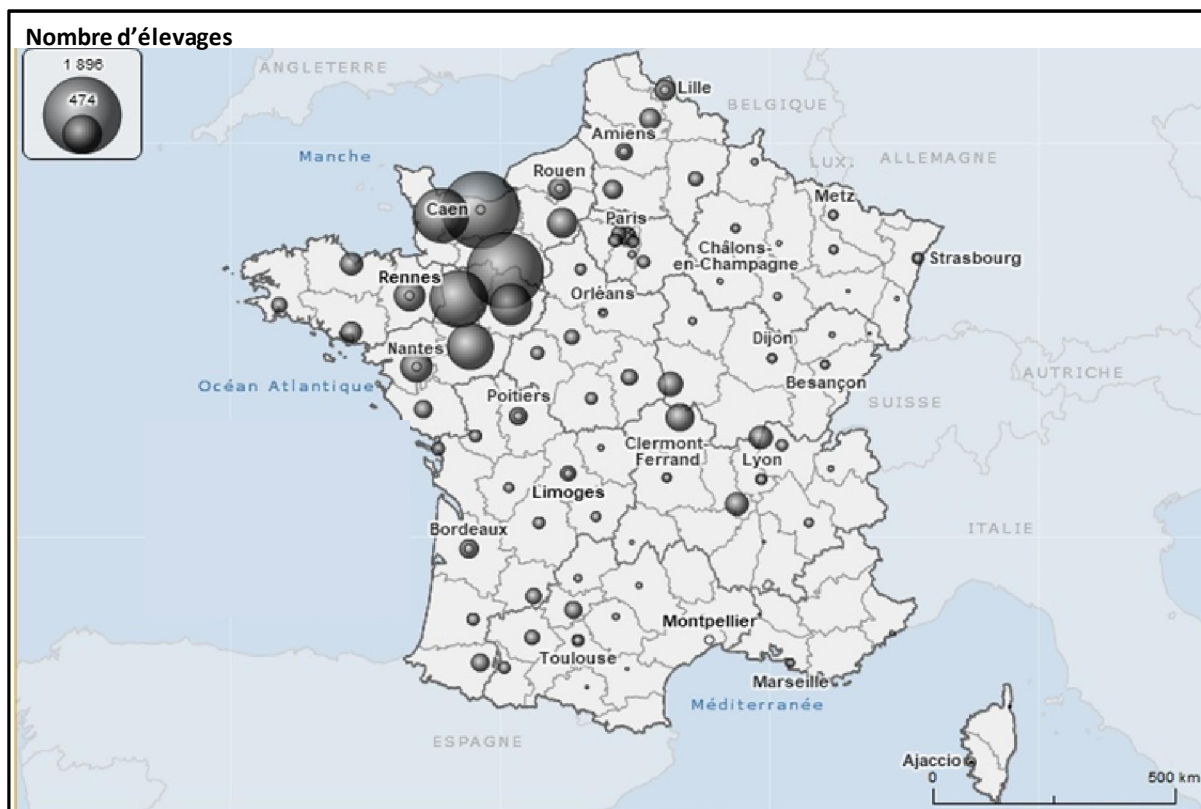 Nombre d’élevages
1 896
474
ANGLETERRE
Lille
BELGIQUE
Amiens
Manche
LUX.
ALLEMAGNE
Rouen
Metz
Caen
Paris
Châlons-
en-Champagne
Strasbourg
Rennes
Orléans
Nantes
Dijon
Besançon
AUTRICHE
Océan Atlantique
Poitiers
SUISSE
Clermont-
Ferrand
Lyon
Limoges
Bordeaux
ITALIE
Montpellier
Toulouse
Marseille
Méditerranée
ESPAGNE
Ajaccio
0
500 km